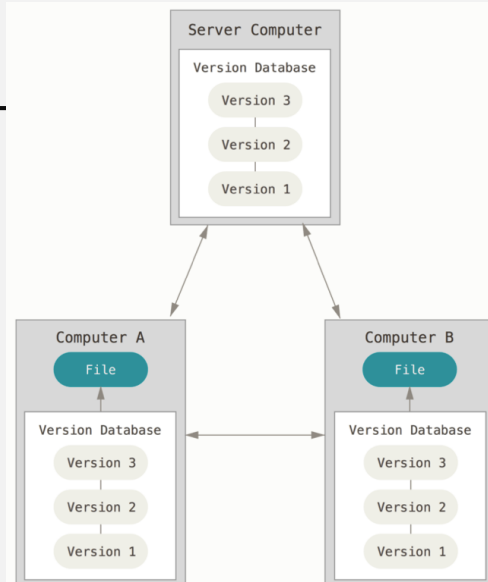 Server Computer
Version Database
Version 3
Version 2
Version 1
Computer A
File
Version Database
Version 3
Version 2
Version 1
Computer B
File
Version Database
Version 3
Version 2
Version 1